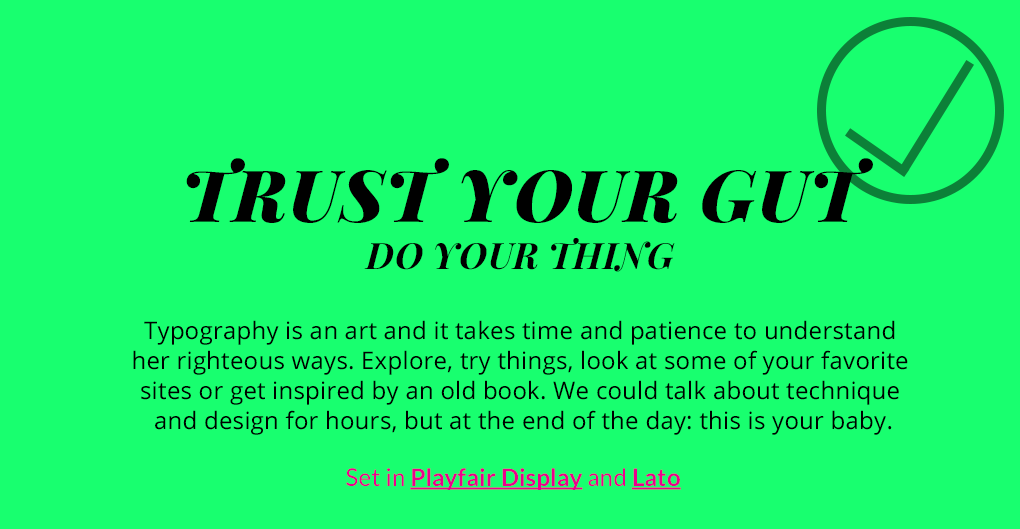 TRUST YOUR GUT
DO YOUR THING
Typography is an art and it takes time and patience to understand
her righteous ways. Explore, try things, look at some of your favorite
sites or get inspired by an old book. We could talk about technique
and design for hours, but at the end of the day: this is your baby.
Set in Playfair Display and Lato